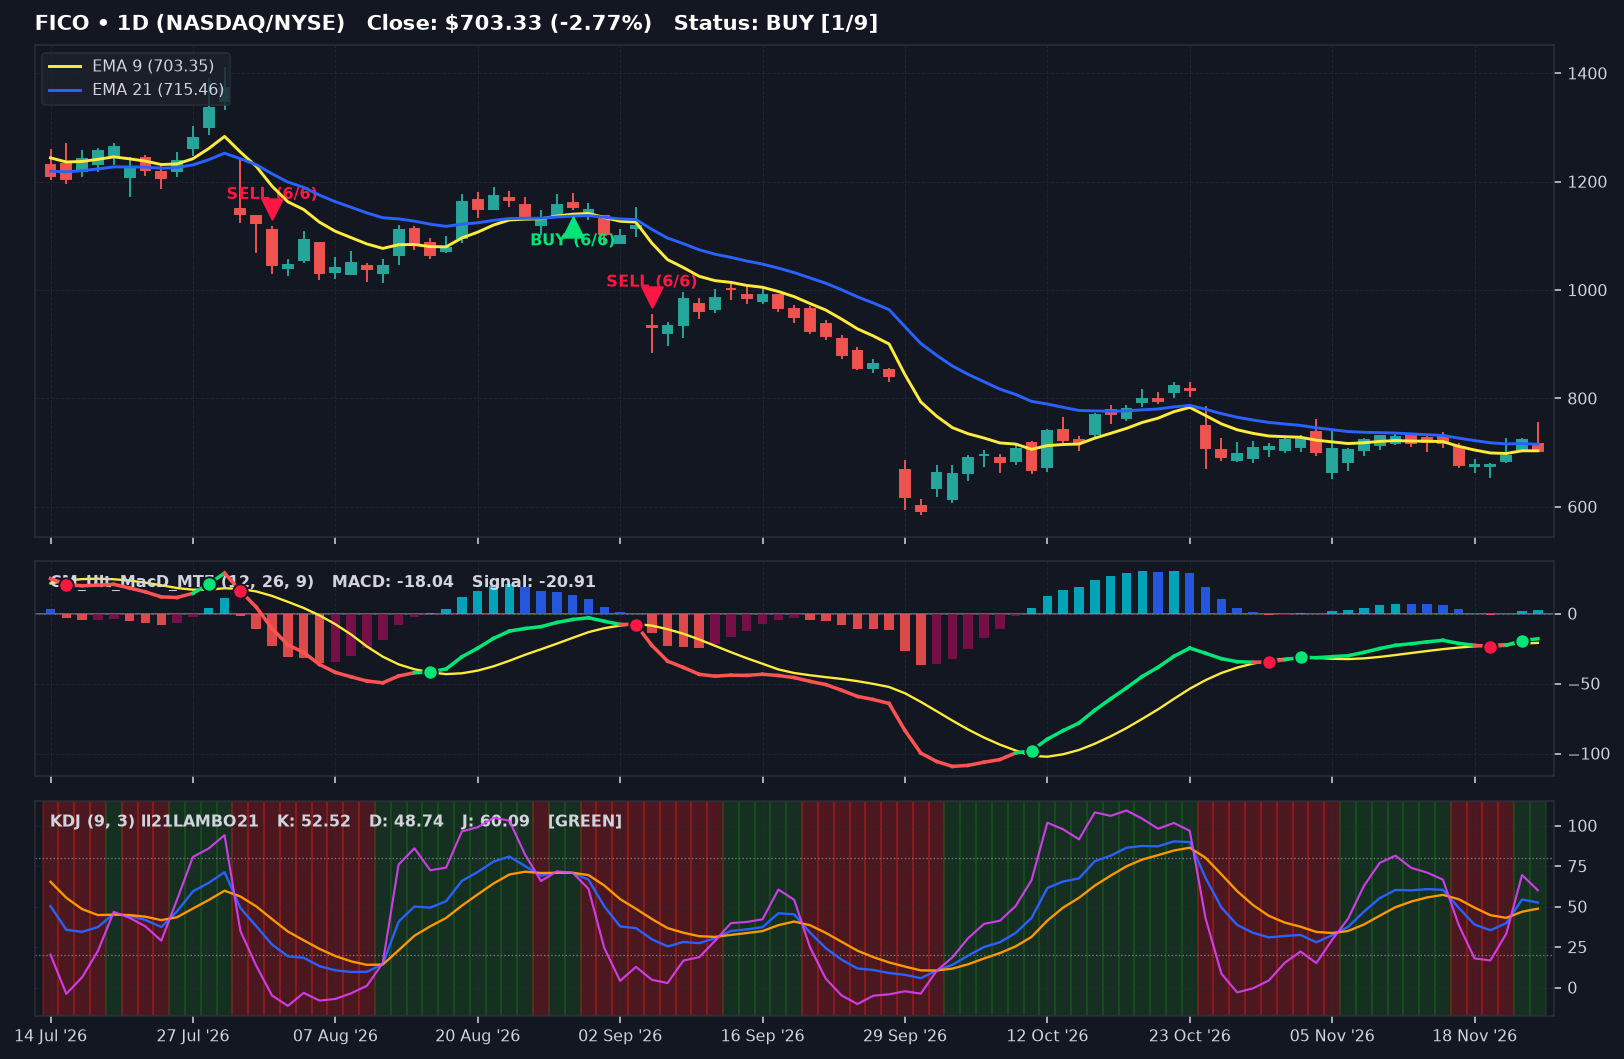 FICO • 1D (NASDAQ/NYSE)   Close: $703.33 (-2.77%)   Status: BUY [1/9]
EMA 9 (703.35)
EMA 21 (715.46)
1400
1200
1000
800
600
SELL (6/6)
BUY (6/6)
SELL (6/6)
CM_Ult_MacD_MTF (12, 26, 9)   MACD: -18.04   Signal: -20.91
0
−50
−100
KDJ (9, 3) II21LAMBO21   K: 52.52   D: 48.74   J: 60.09   [GREEN]
100
75
50
25
0
14 Jul '26
27 Jul '26
07 Aug '26
20 Aug '26
02 Sep '26
16 Sep '26
29 Sep '26
12 Oct '26
23 Oct '26
05 Nov '26
18 Nov '26